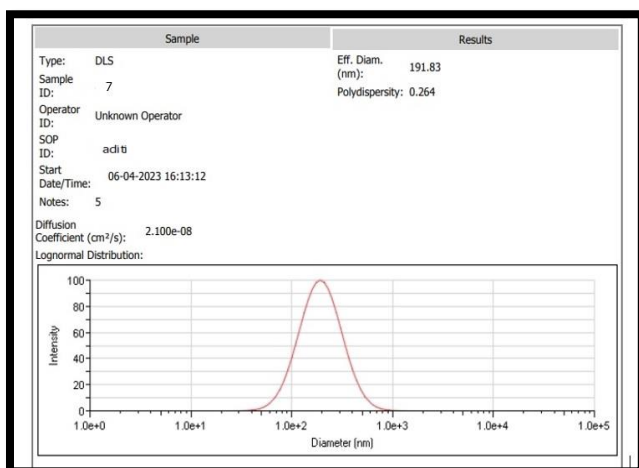 Sample
Results
Type: DLS
Eff. Diam. (nm): 191.83
Sample ID: 7
Polydispersity: 0.264
Operator ID: Unknown Operator
SOP ID: aditi
Start Date/Time: 06-04-2023 16:13:12
Notes: 5
Diffusion Coefficient (cm²/s): 2.100e-08
Lognormal Distribution:
100
80
60
40
20
0
Intensity
1.0e+0 1.0e+1 1.0e+2 1.0e+3 1.0e+4 1.0e+5
Diameter (nm)